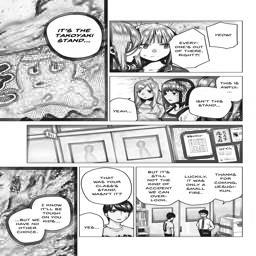 YEOW!
EVERY-
ONE'S OUT
OF THERE,
RIGHT?!
IT'S THE
TAKOYAKI
STAND...
THIS IS
AWFUL...
ISN'T THIS
STAND...
YEAH...
THANKS
FOR
COMING,
UESUGI-
KUN.
LUCKILY,
IT WAS
ONLY A
SMALL
FIRE...
BUT IT'S
STILL
NOT THE
KIND OF
ACCIDENT
WE CAN
OVER-
LOOK.
THAT
WAS YOUR
CLASS'S
STAND,
WASN'T IT?
YES...
I KNOW
IT'LL BE
TOUGH ON
YOU KIDS...
...BUT WE
HAVE NO
OTHER
CHOICE.